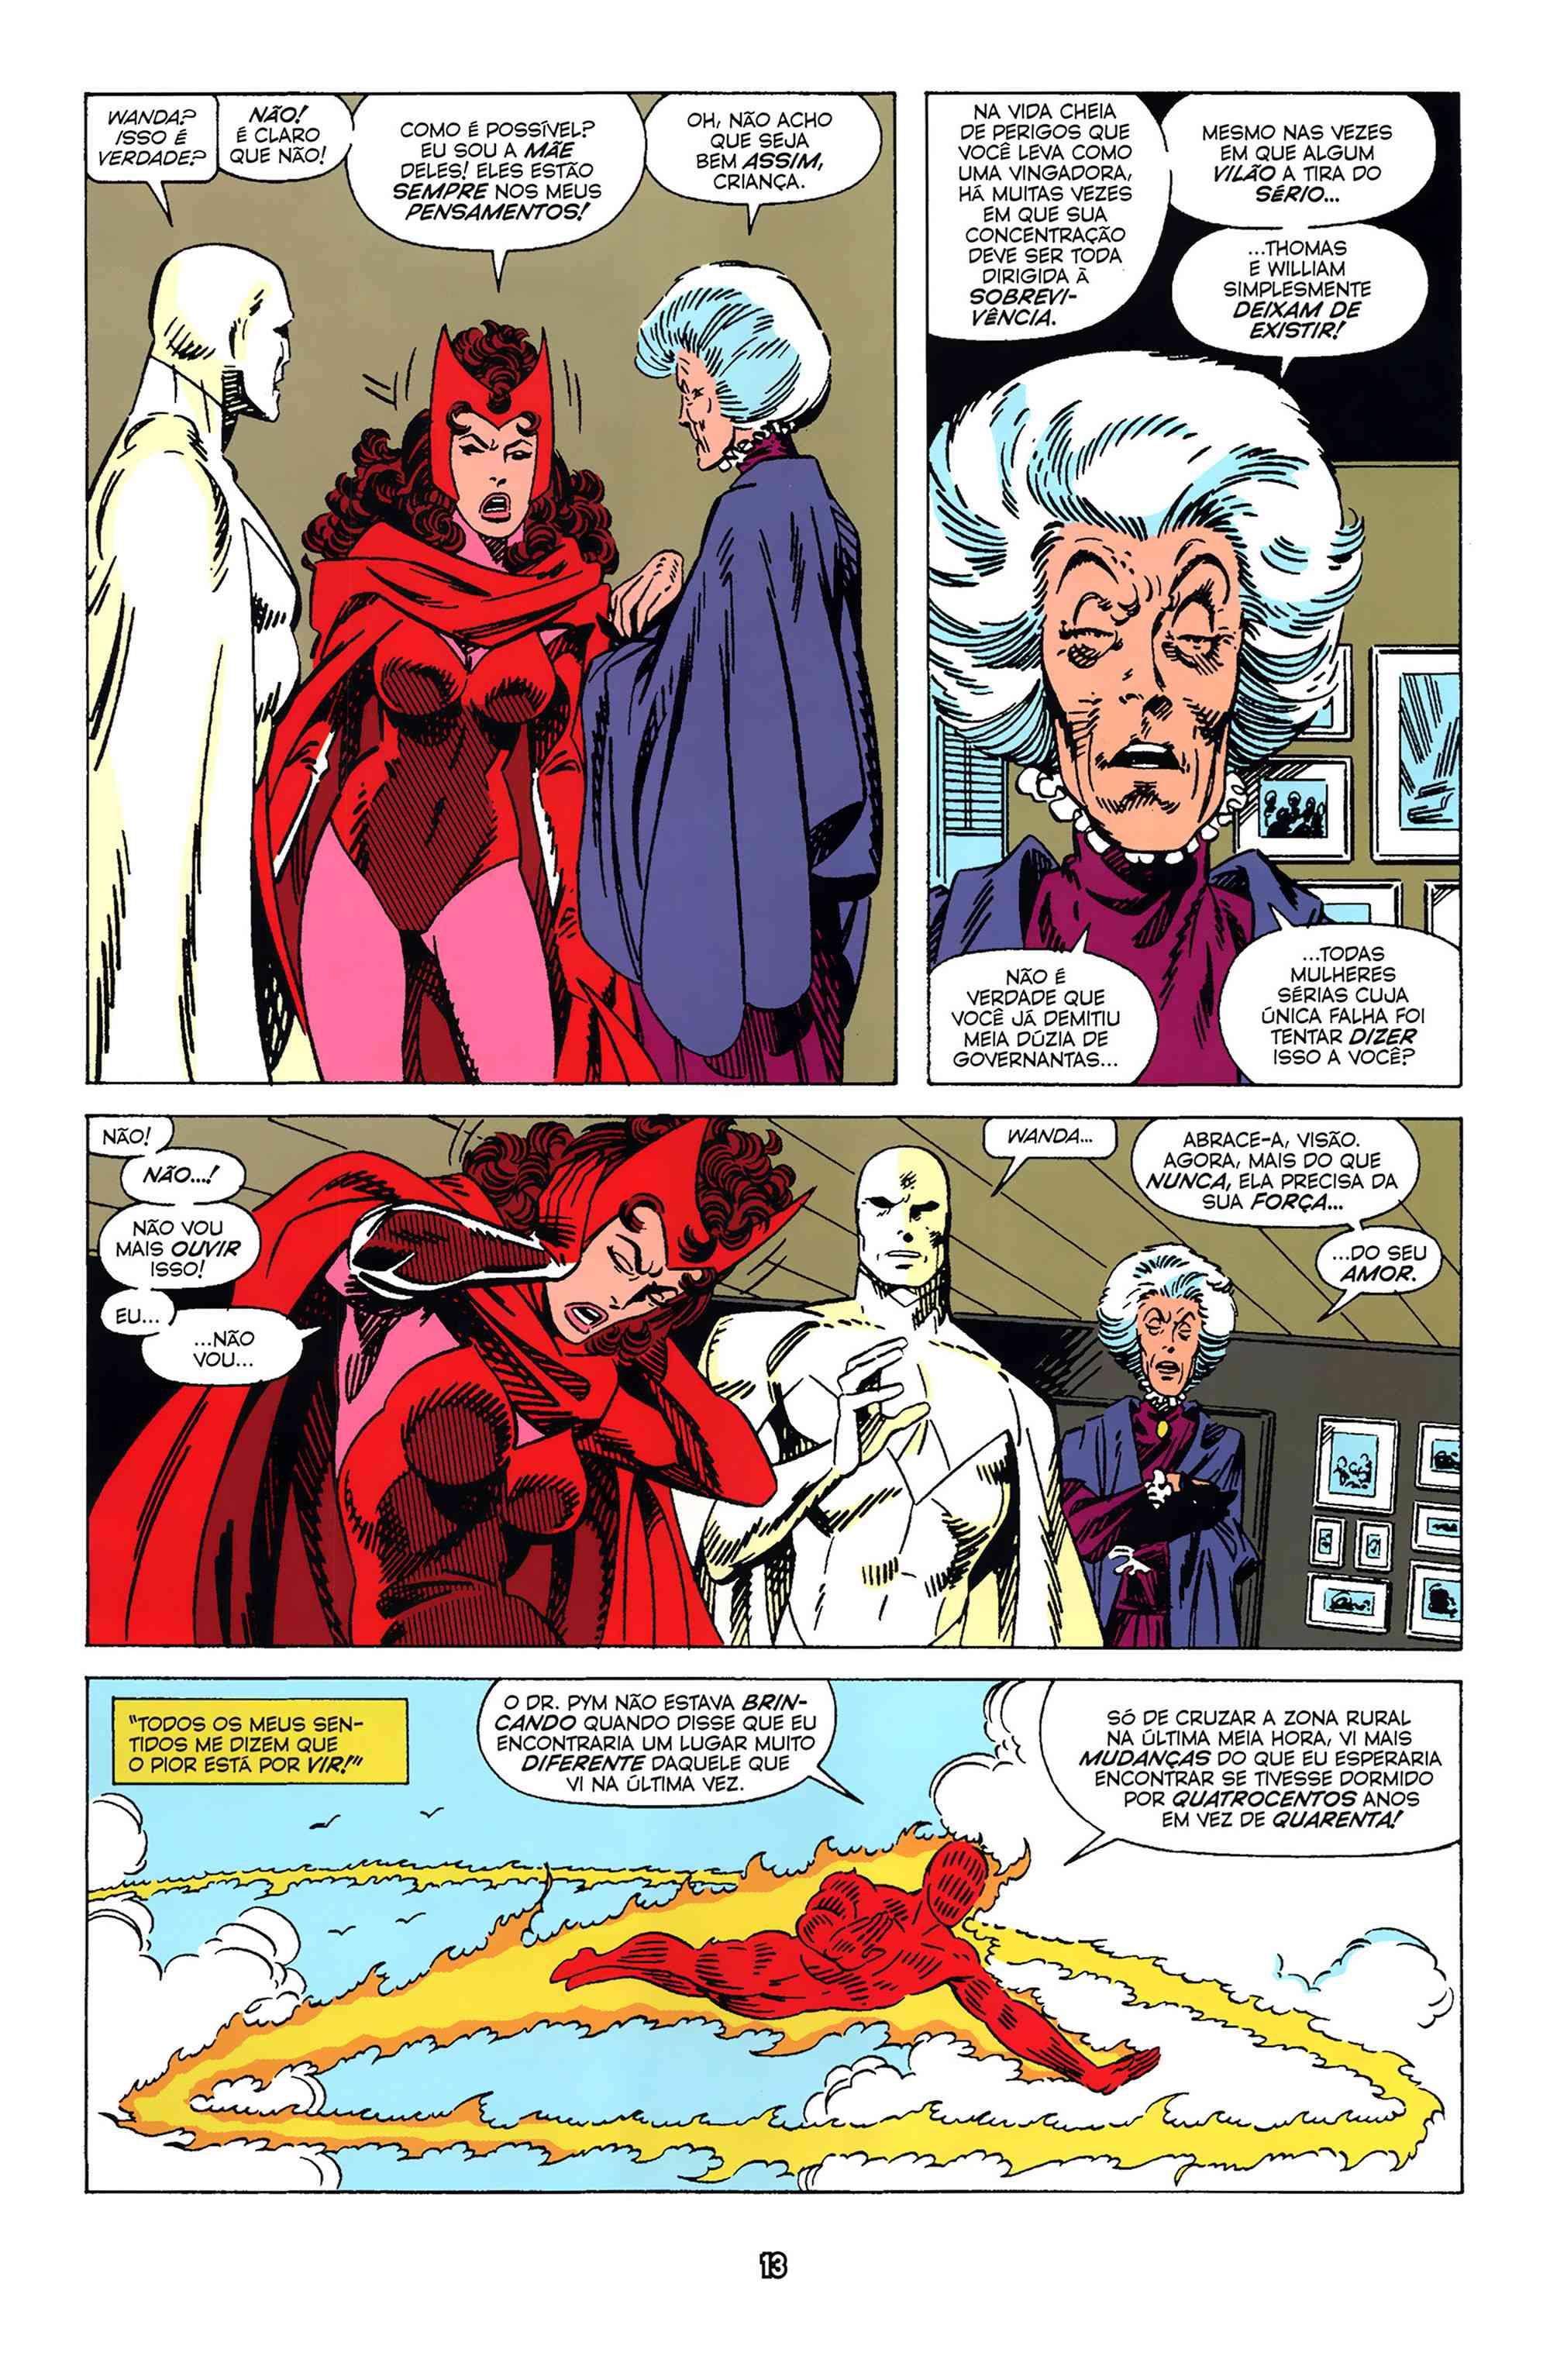 WANDA?
ISSO É
VERDADE?
NÃO!
É CLARO
QUE NÃO!
COMO É POSSÍVEL?
EU SOU A MÃE
DELES! ELES ESTÃO
SEMPRE NOS MEUS
PENSAMENTOS!
OH, NÃO ACHO
QUE SEJA
BEM ASSIM,
CRIANÇA.
NA VIDA CHEIA
DE PERIGOS QUE
VOCÊ LEVA COMO
UMA VINGADORA,
HÁ MUITAS VEZES
EM QUE SUA
CONCENTRAÇÃO
DEVE SER TODA
DIRIGIDA À
SOBREVI-
VÊNCIA.
MESMO NAS VEZES
EM QUE ALGUM
VILÃO A TIRA DO
SÉRIO...
...THOMAS
E WILLIAM
SIMPLESMENTE
DEIXAM DE
EXISTIR!
NÃO É
VERDADE QUE
VOCÊ JÁ DEMITIU
MEIA DÚZIA DE
GOVERNANTAS...
...TODAS
MULHERES
SÉRIAS CUJA
ÚNICA FALHA FOI
TENTAR DIZER
ISSO A VOCÊ?
NÃO!
NÃO...!
NÃO VOU
MAIS OUVIR
ISSO!
EU...
...NÃO
VOU...
WANDA...
ABRACE-A, VISÃO.
AGORA, MAIS DO QUE
NUNCA, ELA PRECISA DA
SUA FORÇA...
...DO SEU
AMOR.
"TODOS OS MEUS SEN-
TIDOS ME DIZEM QUE
O PIOR ESTÁ POR VIR!"
O DR. PYM NÃO ESTAVA BRIN-
CANDO QUANDO DISSE QUE EU
ENCONTRARIA UM LUGAR MUITO
DIFERENTE DAQUELE QUE
VI NA ÚLTIMA VEZ.
SÓ DE CRUZAR A ZONA RURAL
NA ÚLTIMA MEIA HORA, VI MAIS
MUDANÇAS DO QUE EU ESPERARIA
ENCONTRAR SE TIVESSE DORMIDO
POR QUATROCENTOS ANOS
EM VEZ DE QUARENTA!
13